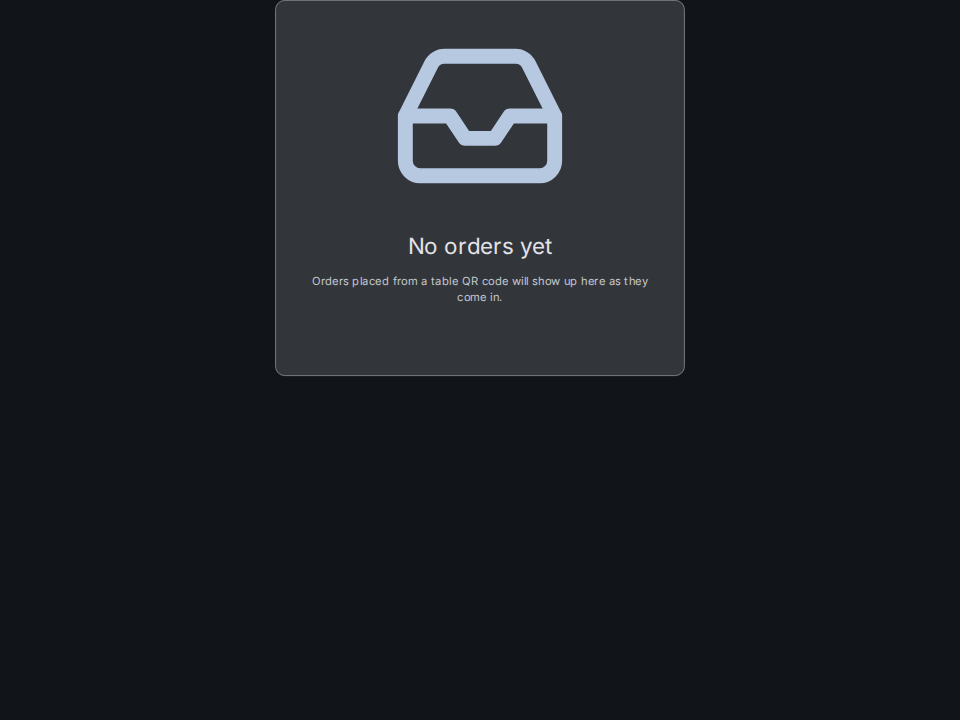 No orders yet
Orders placed from a table QR code will show up here as they
come in.